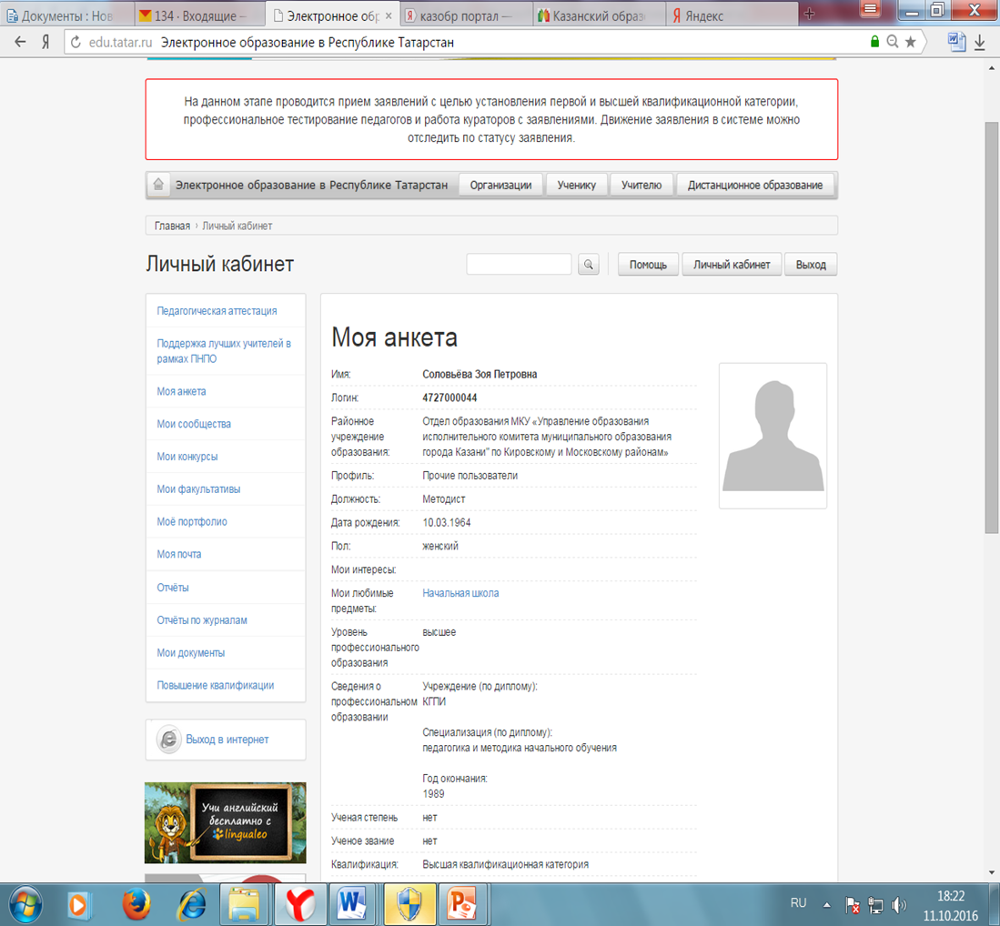 Документы : Нов
134 · Входящие –
Электронное обр
казобр портал –
Казанский образ
Яндекс
edu.tatar.ru Электронное образование в Республике Татарстан
На данном этапе проводится прием заявлений с целью установления первой и высшей квалификационной категории,
профессиональное тестирование педагогов и работа кураторов с заявлениями. Движение заявления в системе можно
отследить по статусу заявления.
Электронное образование в Республике Татарстан
Организации
Ученику
Учителю
Дистанционное образование
Главная › Личный кабинет
Личный кабинет
Помощь
Личный кабинет
Выход
Педагогическая аттестация
Поддержка лучших учителей в
рамках ПНПО
Моя анкета
Мои сообщества
Мои конкурсы
Мои факультативы
Моё портфолио
Моя почта
Отчёты
Отчёты по журналам
Мои документы
Повышение квалификации
Выход в интернет
Учи английский
бесплатно с
lingualeo
Моя анкета
Имя: Соловьёва Зоя Петровна
Логин: 4727000044
Районное учреждение образования:
Отдел образования МКУ «Управление образования
исполнительного комитета муниципального образования
города Казани" по Кировскому и Московскому районам»
Профиль: Прочие пользователи
Должность: Методист
Дата рождения: 10.03.1964
Пол: женский
Мои интересы:
Мои любимые Начальная школа
предметы:
Уровень высшее
профессионального
образования
Сведения о Учреждение (по диплому):
профессиональном КГПИ
образовании
Специализация (по диплому):
педагогика и методика начального обучения
Год окончания:
1989
Ученая степень нет
Ученое звание нет
Квалификация: Высшая квалификационная категория
RU
18:22
11.10.2016